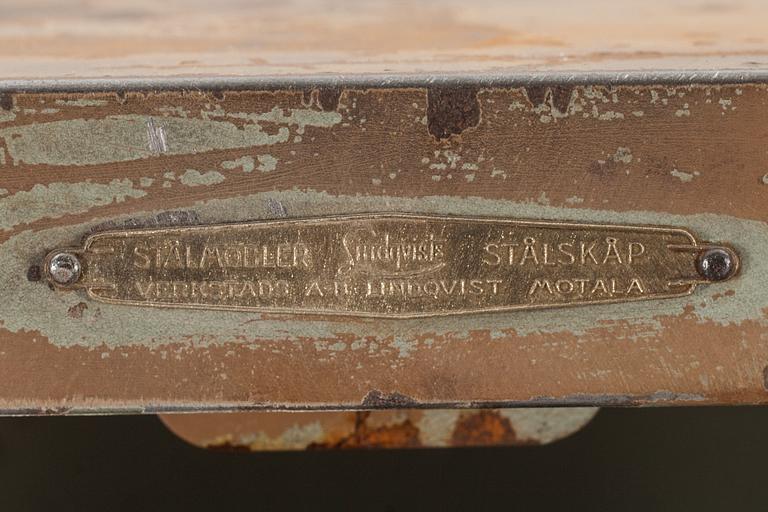 STÅLMÖBLER Lindqvists STÅLSKÅP
VERKSTADS A.B. LINDQVIST MOTALA